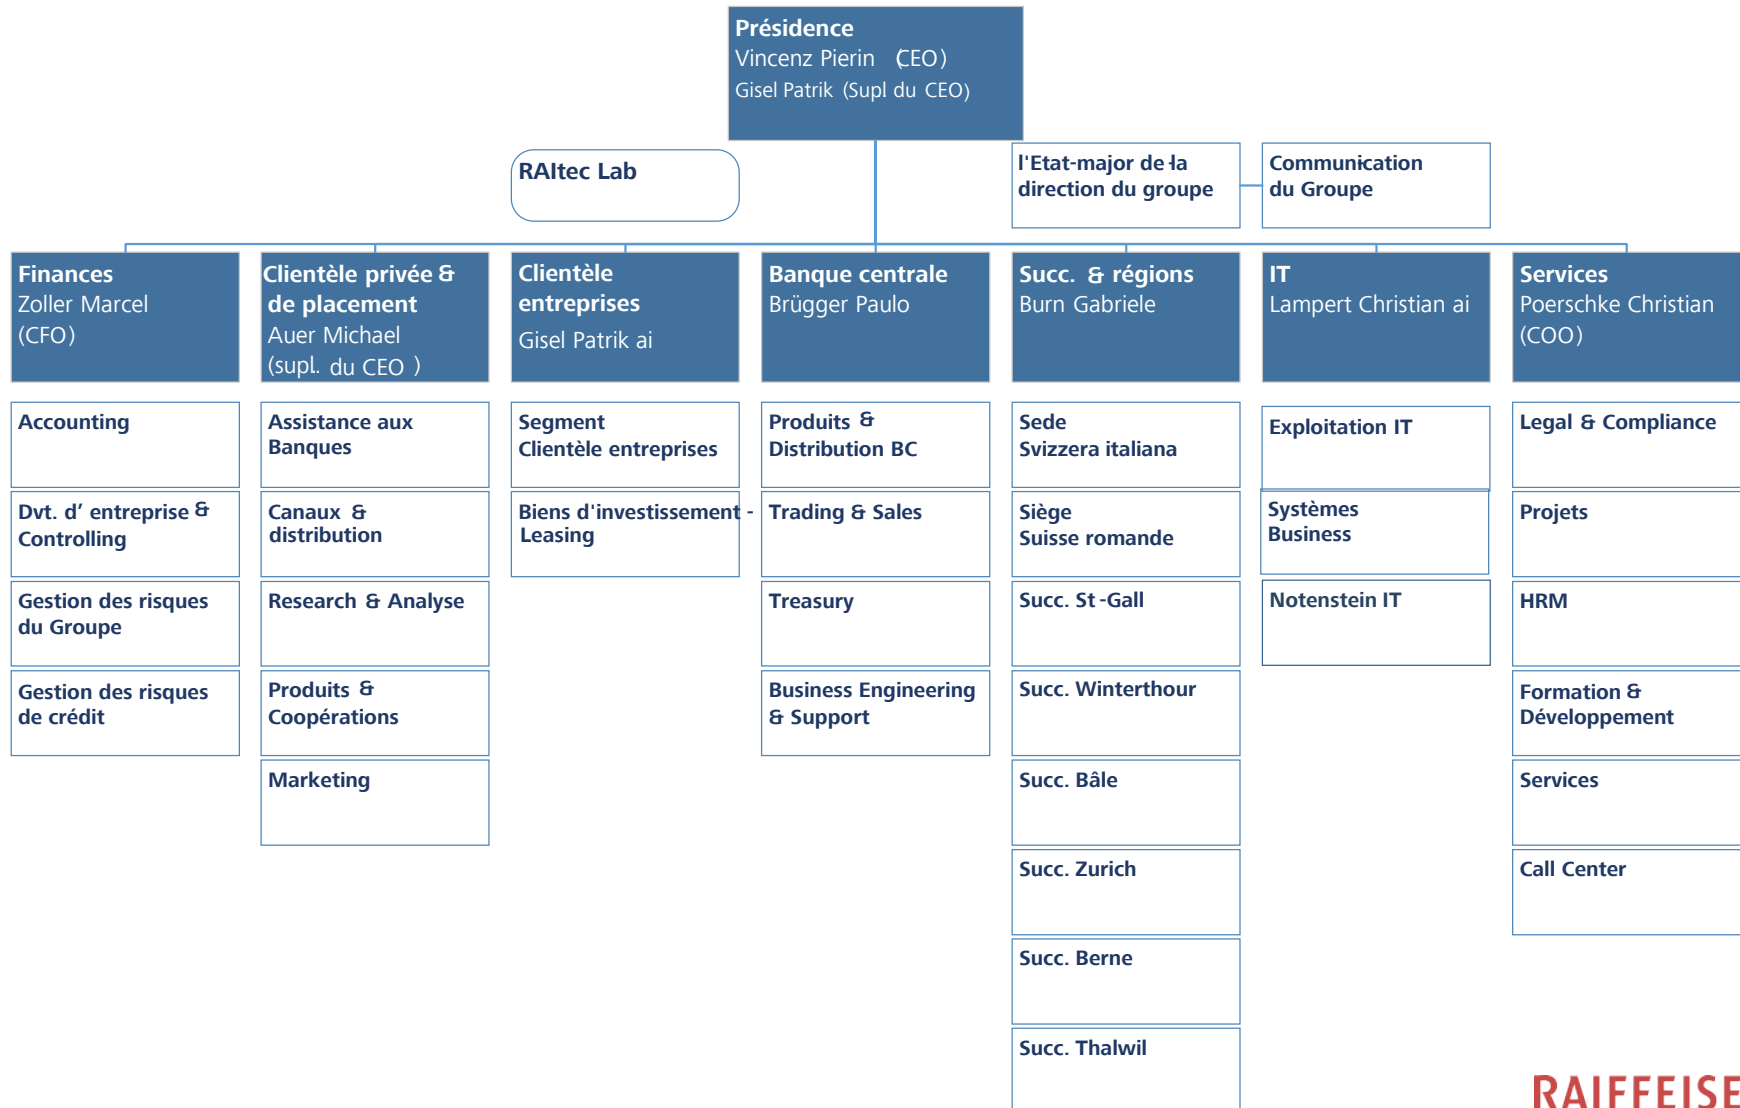 Présidence
Vincenz Pierin (CEO)
Gisel Patrik (Supl. du CEO)
RAItec Lab
l'Etat-major de la
direction du groupe
Communication
du Groupe
Finances
Zoller Marcel
(CFO)
Clientèle privée &
de placement
Auer Michael
(supl. du CEO )
Clientèle
entreprises
Gisel Patrik ai
Banque centrale
Brügger Paulo
Succ. & régions
Burn Gabriele
IT
Lampert Christian ai
Services
Poerschke Christian
(COO)
Accounting
Dvt. d' entreprise &
Controlling
Gestion des risques
du Groupe
Gestion des risques
de crédit
Assistance aux
Banques
Canaux &
distribution
Research & Analyse
Produits &
Coopérations
Marketing
Segment
Clientèle entreprises
Biens d'investissement -
Leasing
Produits &
Distribution BC
Trading & Sales
Treasury
Business Engineering
& Support
Sede
Svizzera italiana
Siège
Suisse romande
Succ. St-Gall
Succ. Winterthour
Succ. Bâle
Succ. Zurich
Succ. Berne
Succ. Thalwil
Exploitation IT
Systèmes
Business
Notenstein IT
Legal & Compliance
Projets
HRM
Formation &
Développement
Services
Call Center
RAIFFEISE